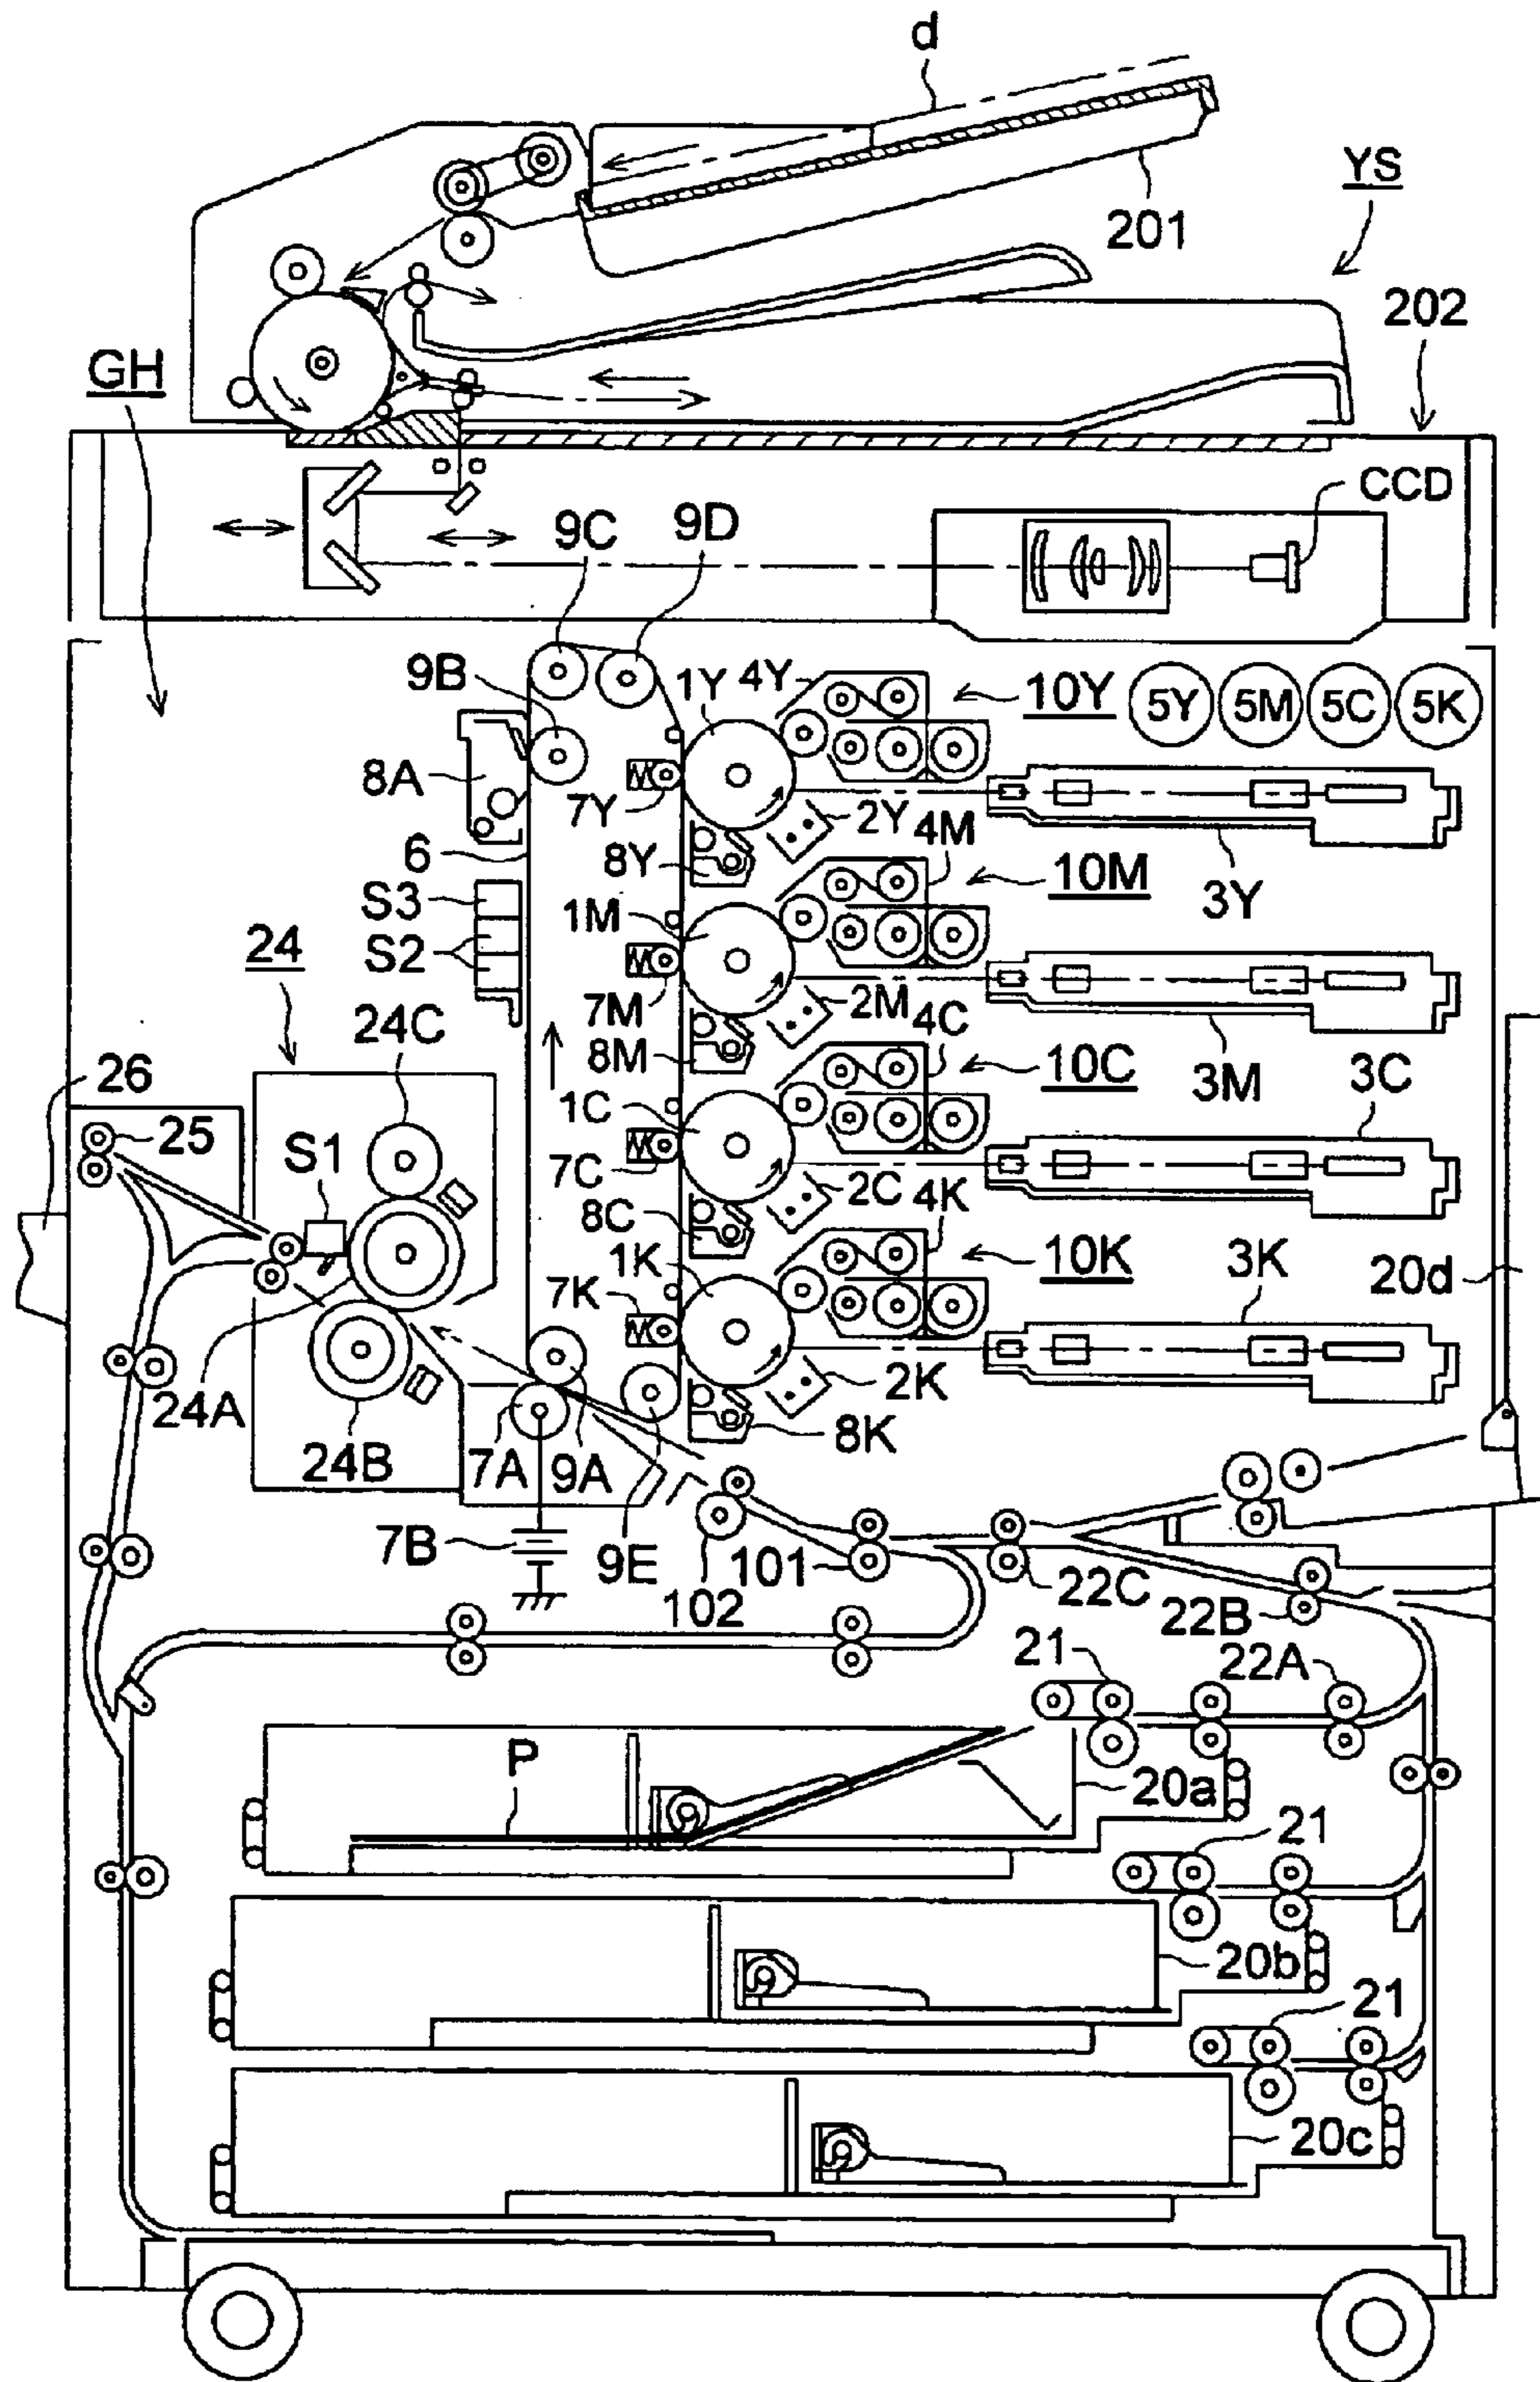 d
YS
201
202
GH
CCD
9C
9D
9B
1Y
4Y
10Y
5Y
5M
5C
5K
8A
7Y
2Y
4M
6
8Y
10M
3Y
S3
1M
S2
24
7M
2M
4C
24C
8M
10C
3M
3C
26
1C
25
S1
7C
2C
4K
8C
10K
3K
1K
20d
7K
24A
2K
8K
24B
7A
9A
7B
9E
101
22C
102
22B
21
22A
P
20a
21
20b
21
20c